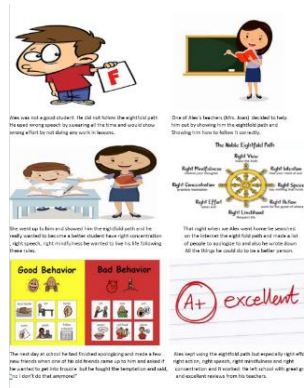 F
Alex was not a good student. He did not follow the eightfold path
He used wrong speech by swearing all the time and would show
wrong effort by not doing any work in lessons.
One of Alex's teachers (Mrs. Jones) decided to help
him out by showing him the eightfold path and
Showing him how to follow it correctly.
The Noble Eightfold Path
Right View
Right Mindfulness
Right Intention
Right Concentration
Right Speech
Right Effort
Right Action
Right Livelihood
She went up to him and showed him the eightfold path and he
really wanted to become a better student have right concentration
, right speech, right mindfulness he wanted to live his life following
these rules.
That night when we Alex went home he searched
on the internet the eightfold path and made a list
of people to apologise to and also he wrote down
All the things he could do to be a better person.
Good Behavior
Bad Behavior
A+ excellent
The next day at school he had finished apologizing and made a few
new friends when one of his old friends came up to him and asked if
he wanted to get into trouble but he fought the temptation and said,
"no I don't do that anymore!"
Alex kept using the eightfold path but especially right effort
right action, right speech, right mindfulness and right
concentration and it worked. He left school with
and excellent reviews from his teachers.